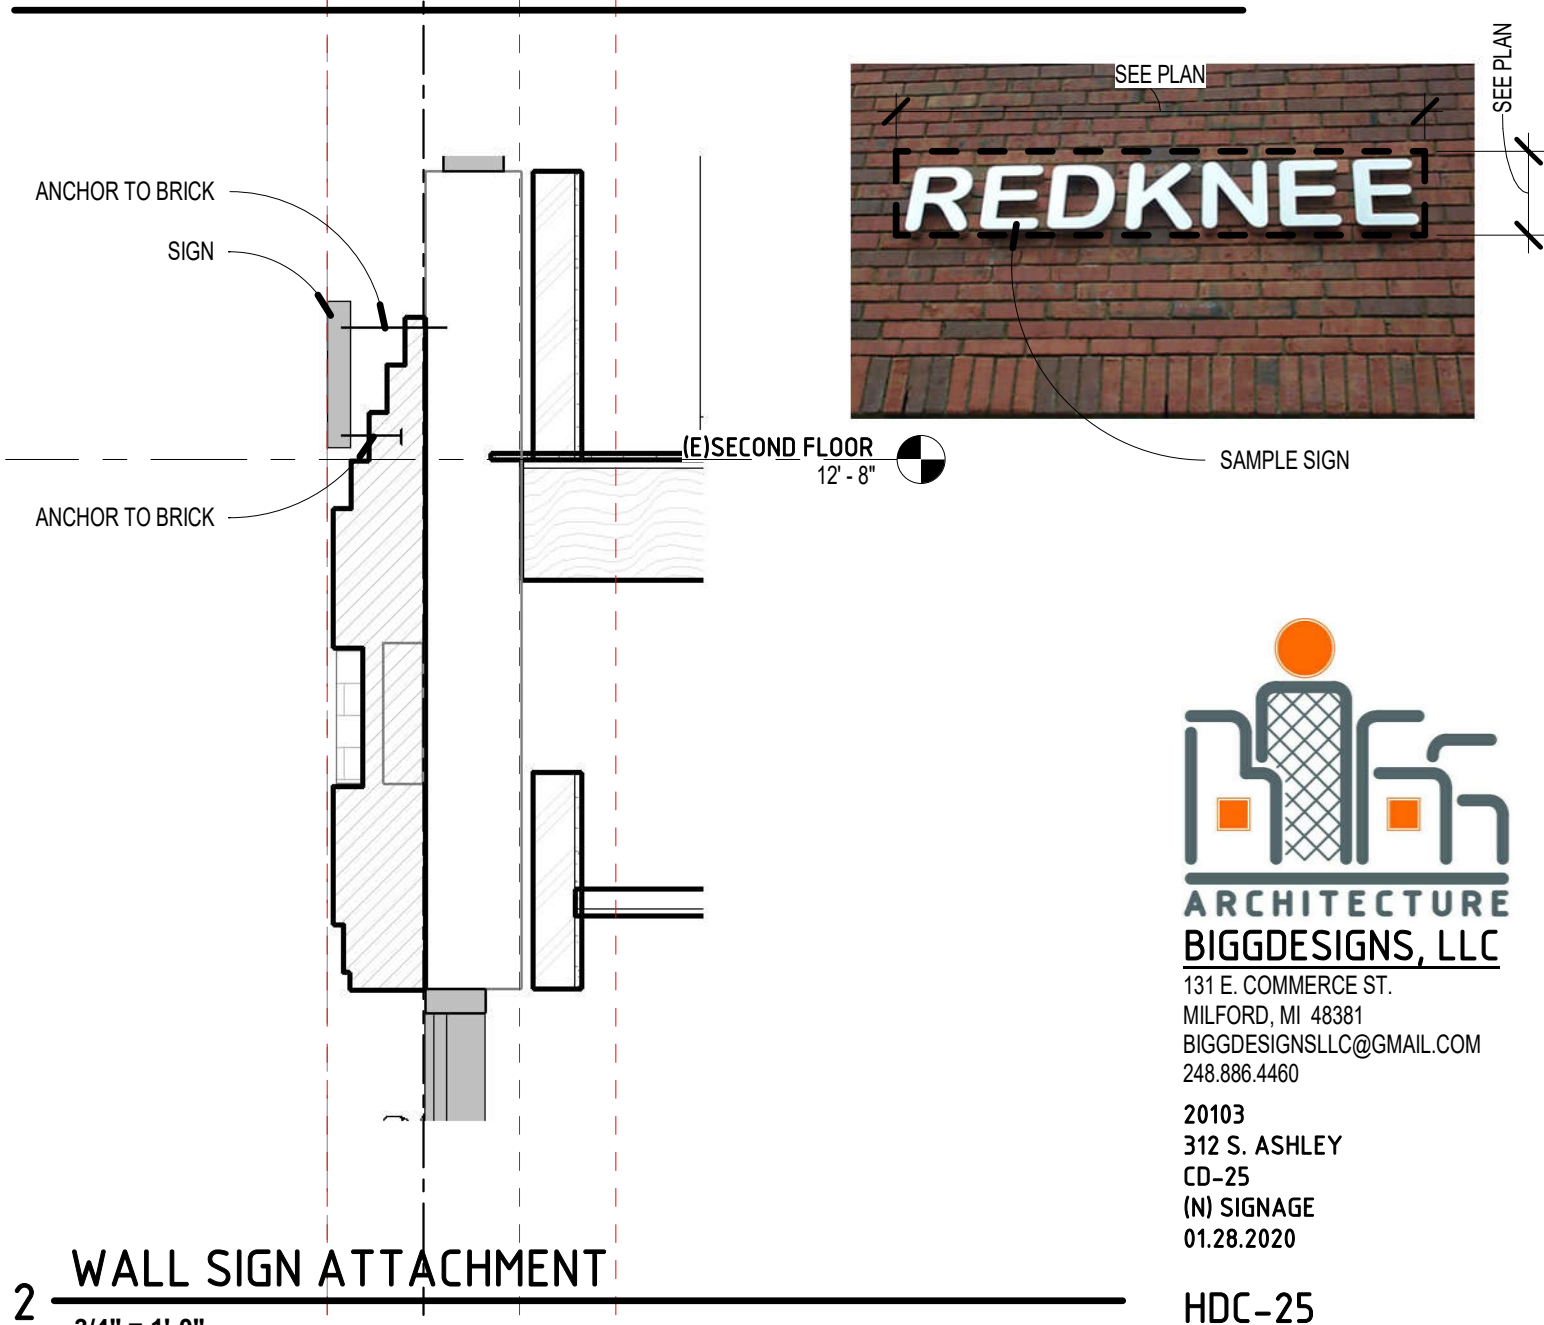 SEE PLAN
SEE PLAN
ANCHOR TO BRICK
SIGN
REDKNEE
(E)SECOND FLOOR
12' - 8"
SAMPLE SIGN
ANCHOR TO BRICK
ARCHITECTURE
BIGGDESIGNS, LLC
131 E. COMMERCE ST.
MILFORD, MI 48381
BIGGDESIGNSLLC@GMAIL.COM
248.886.4460
20103
312 S. ASHLEY
CD-25
(N) SIGNAGE
01.28.2020
HDC-25
2 WALL SIGN ATTACHMENT